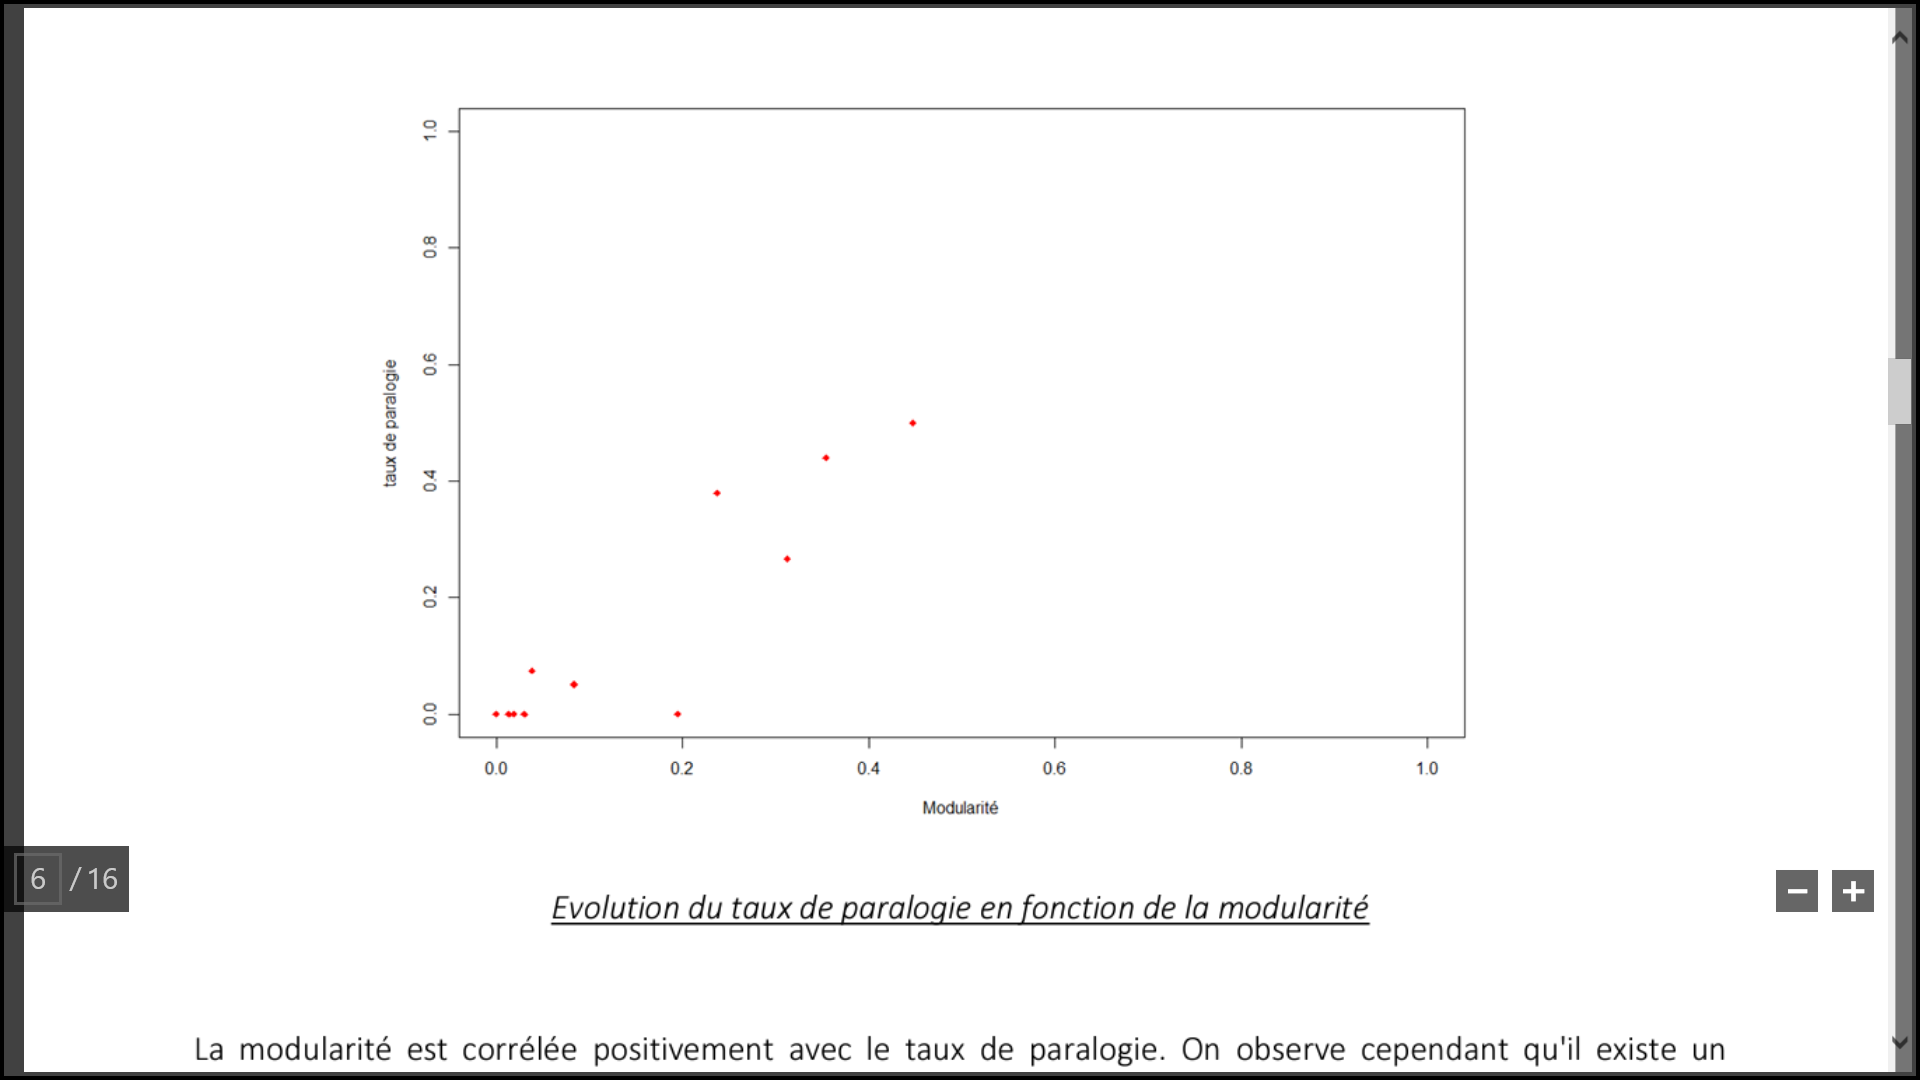 1.0
0.8
0.6
0.4
0.2
0.0
taux de paralogie
0.0 0.2 0.4 0.6 0.8 1.0
Modularité
6 / 16
Evolution du taux de paralogie en fonction de la modularité
La modularité est corrélée positivement avec le taux de paralogie. On observe cependant qu'il existe un